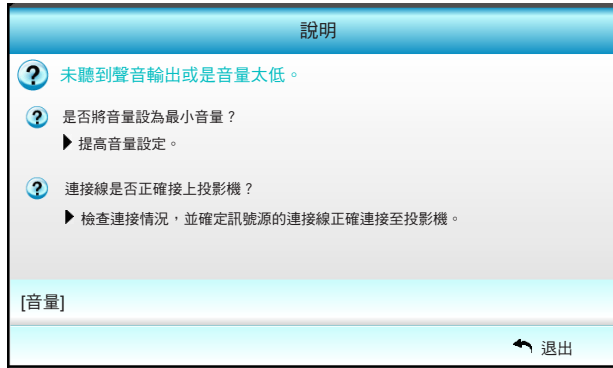 說明
未聽到聲音輸出或是音量太低。
是否將音量設為最小音量？
提高音量設定。
連接線是否正確接上投影機？
檢查連接情況，並確定訊號源的連接線正確連接至投影機。
[音量]
退出